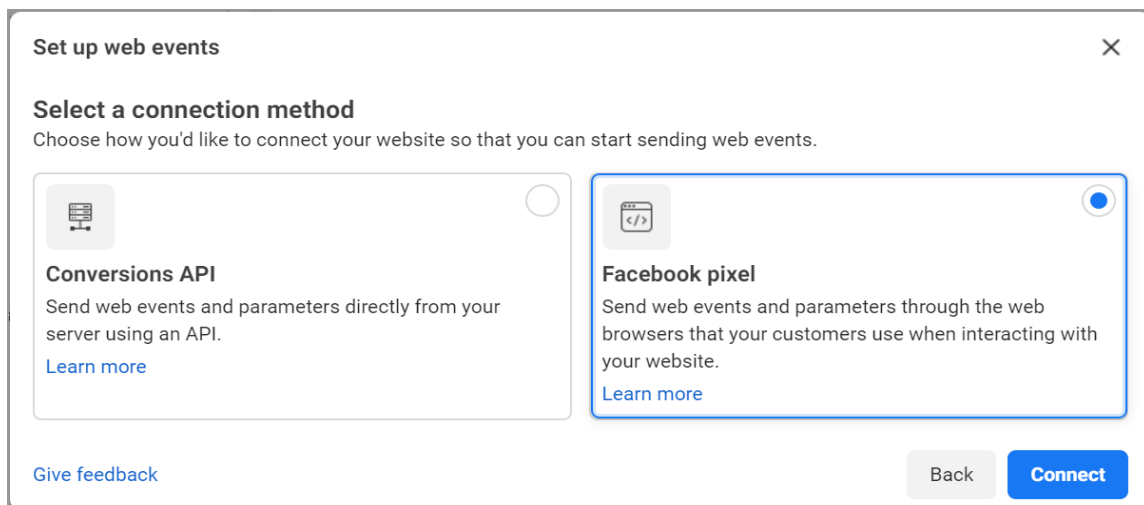 Set up web events
Select a connection method
Choose how you'd like to connect your website so that you can start sending web events.
Conversions API
Send web events and parameters directly from your
server using an API.
Learn more
</>
Facebook pixel
Send web events and parameters through the web
browsers that your customers use when interacting with
your website.
Learn more
Give feedback
Back
Connect